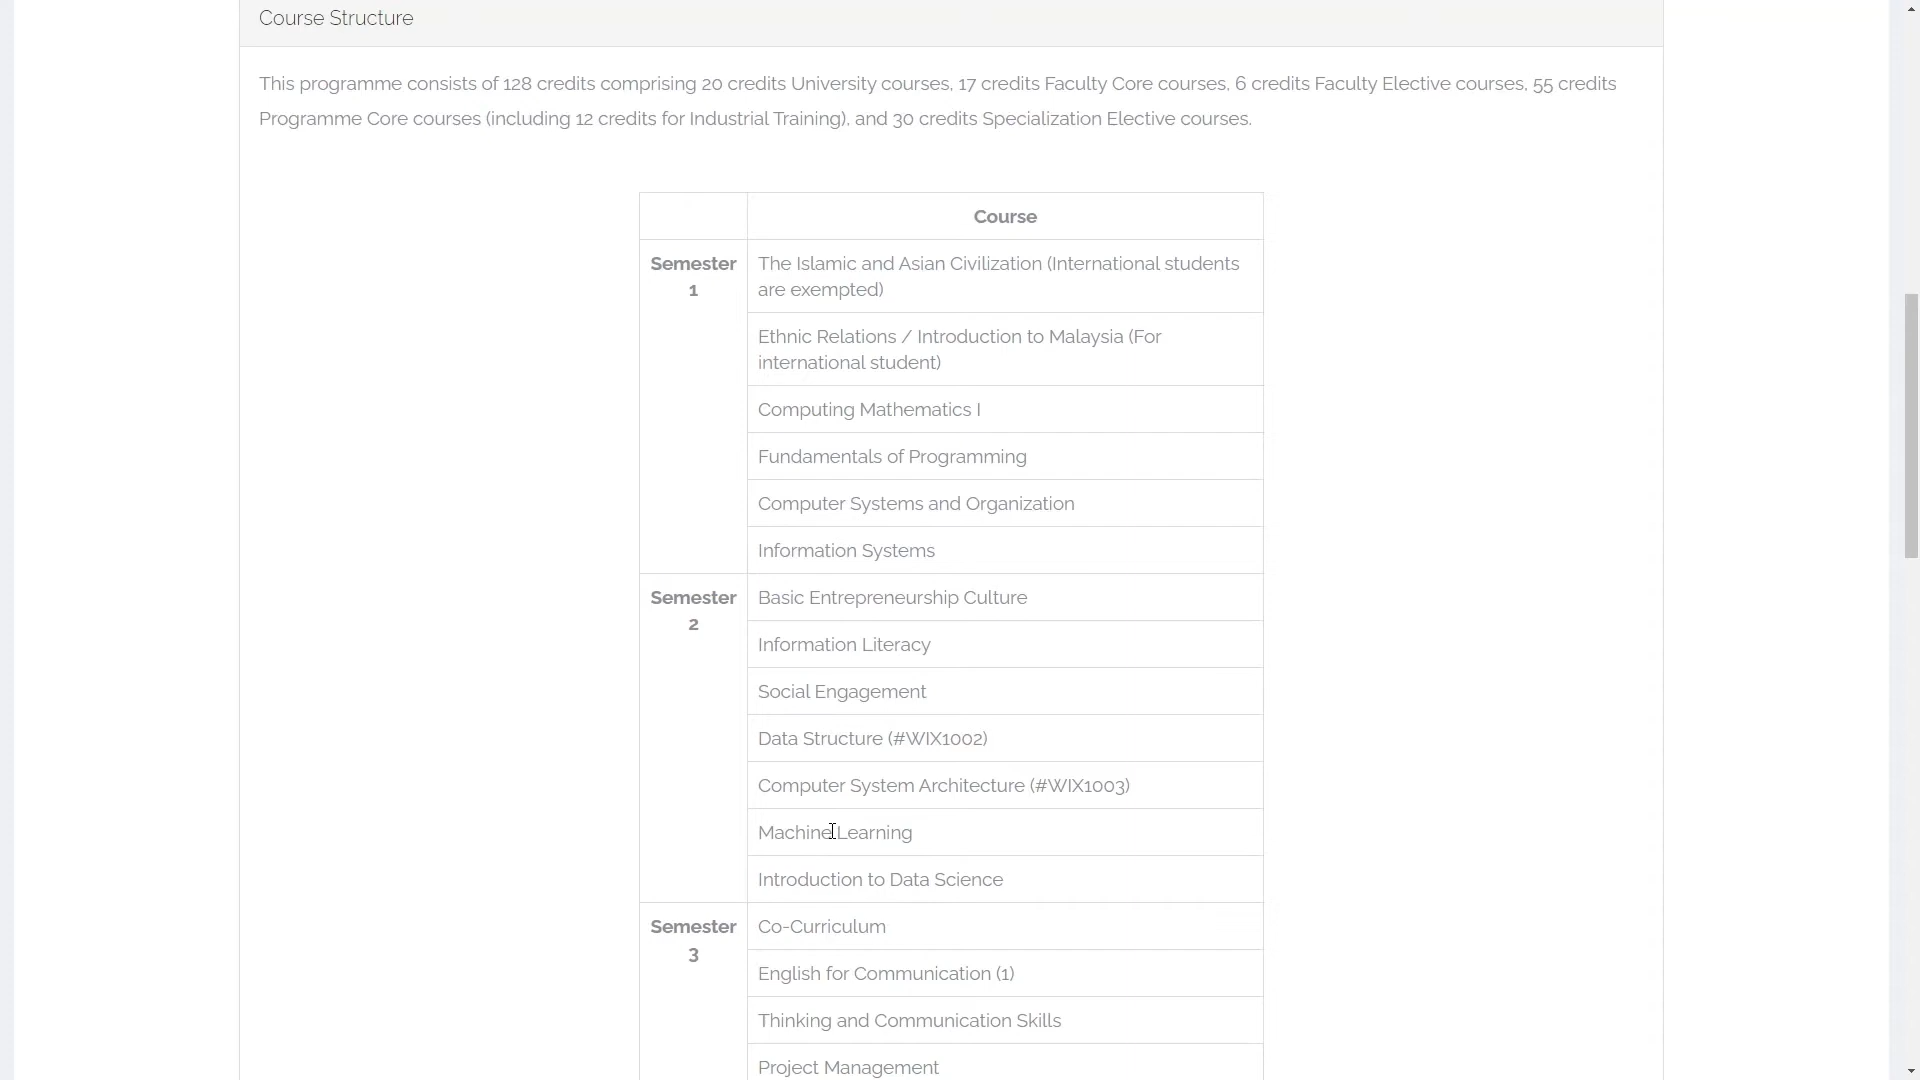 Course Structure
This programme consists of 128 credits comprising 20 credits University courses, 17 credits Faculty Core courses, 6 credits Faculty Elective courses, 55 credits
Programme Core courses (including 12 credits for Industrial Training), and 30 credits Specialization Elective courses.
Course
Semester
1
The Islamic and Asian Civilization (International students
are exempted)
Ethnic Relations / Introduction to Malaysia (For
international student)
Computing Mathematics I
Fundamentals of Programming
Computer Systems and Organization
Information Systems
Semester
2
Basic Entrepreneurship Culture
Information Literacy
Social Engagement
Data Structure (#WIX1002)
Computer System Architecture (#WIX1003)
Machine Learning
Introduction to Data Science
Semester
3
Co-Curriculum
English for Communication (1)
Thinking and Communication Skills
Project Management